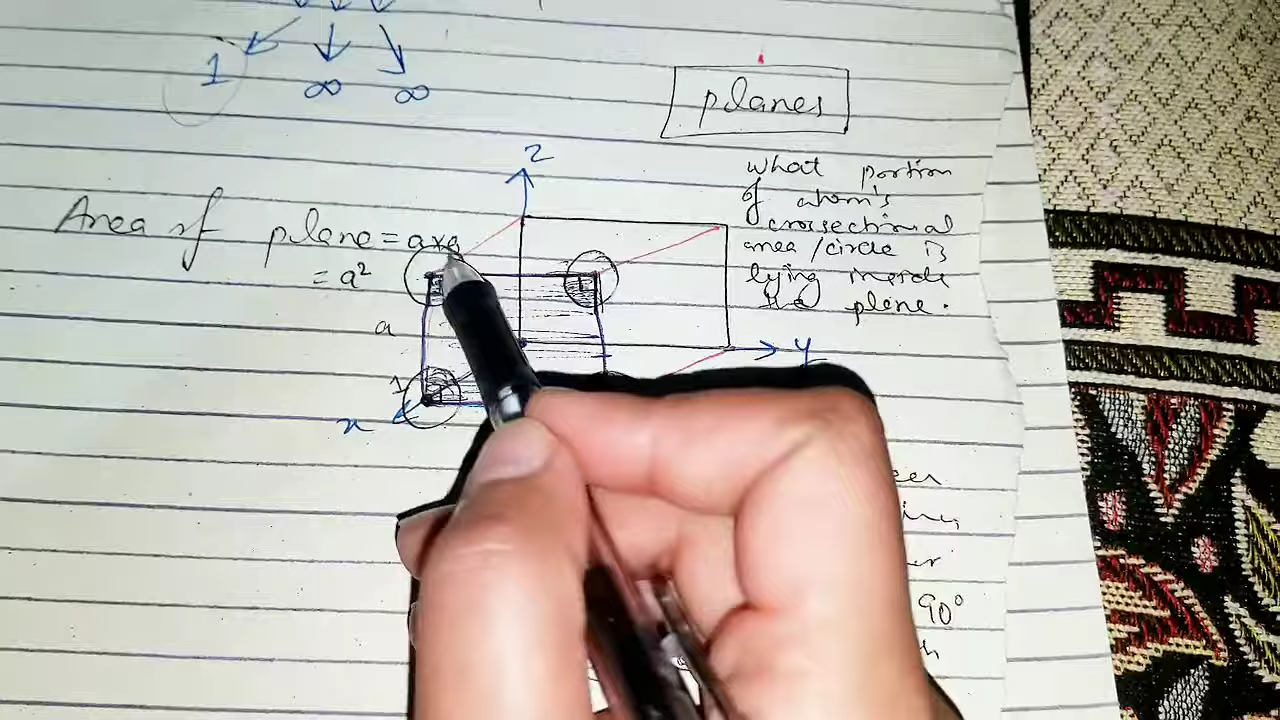 1
∞
∞
planes
z
What portion
of atom's
crossectional
area/circle is
lying inside
the plane.
Area of plane = a×a
= a²
a
1
x
y
90°